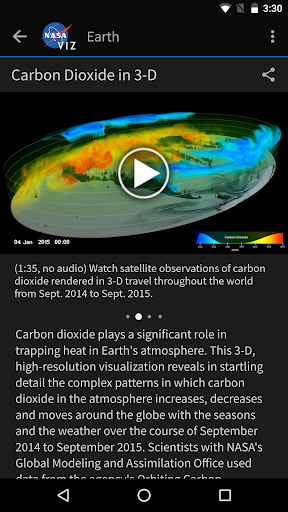 3:30
NASA
VIZ
Earth
Carbon Dioxide in 3-D
04 Jan 2015 00:00
Carbon Dioxide
(1:35, no audio) Watch satellite observations of carbon
dioxide rendered in 3-D travel throughout the world
from Sept. 2014 to Sept. 2015.
Carbon dioxide plays a significant role in
trapping heat in Earth's atmosphere. This 3-D,
high-resolution visualization reveals in startling
detail the complex patterns in which carbon
dioxide in the atmosphere increases, decreases
and moves around the globe with the seasons
and the weather over the course of September
2014 to September 2015. Scientists with NASA's
Global Modeling and Assimilation Office used
data from the agency's Orbiting Carbon